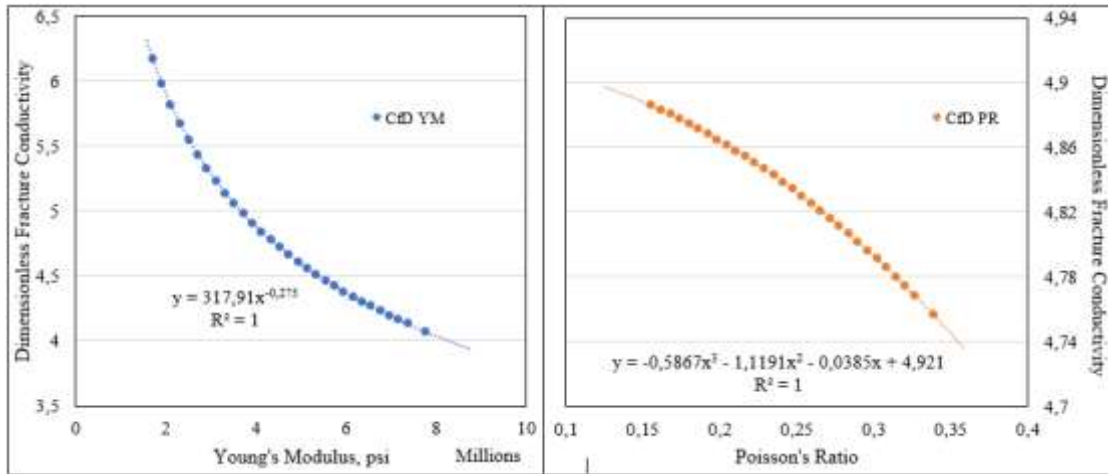 Dimensionless Fracture Conductivity
6,5
6
5,5
5
4,5
4
3,5
CfD YM
y = 317,91x^-0,275
R² = 1
0
2
4
6
8
10
Young's Modulus, psi
Millions
CfD PR
y = -0,5867x³ - 1,1191x² - 0,0385x + 4,921
R² = 1
0,1
0,15
0,2
0,25
0,3
0,35
0,4
Poisson's Ratio
4,94
4,9
4,86
4,82
4,78
4,74
4,7
Dimensionless Fracture Conductivity